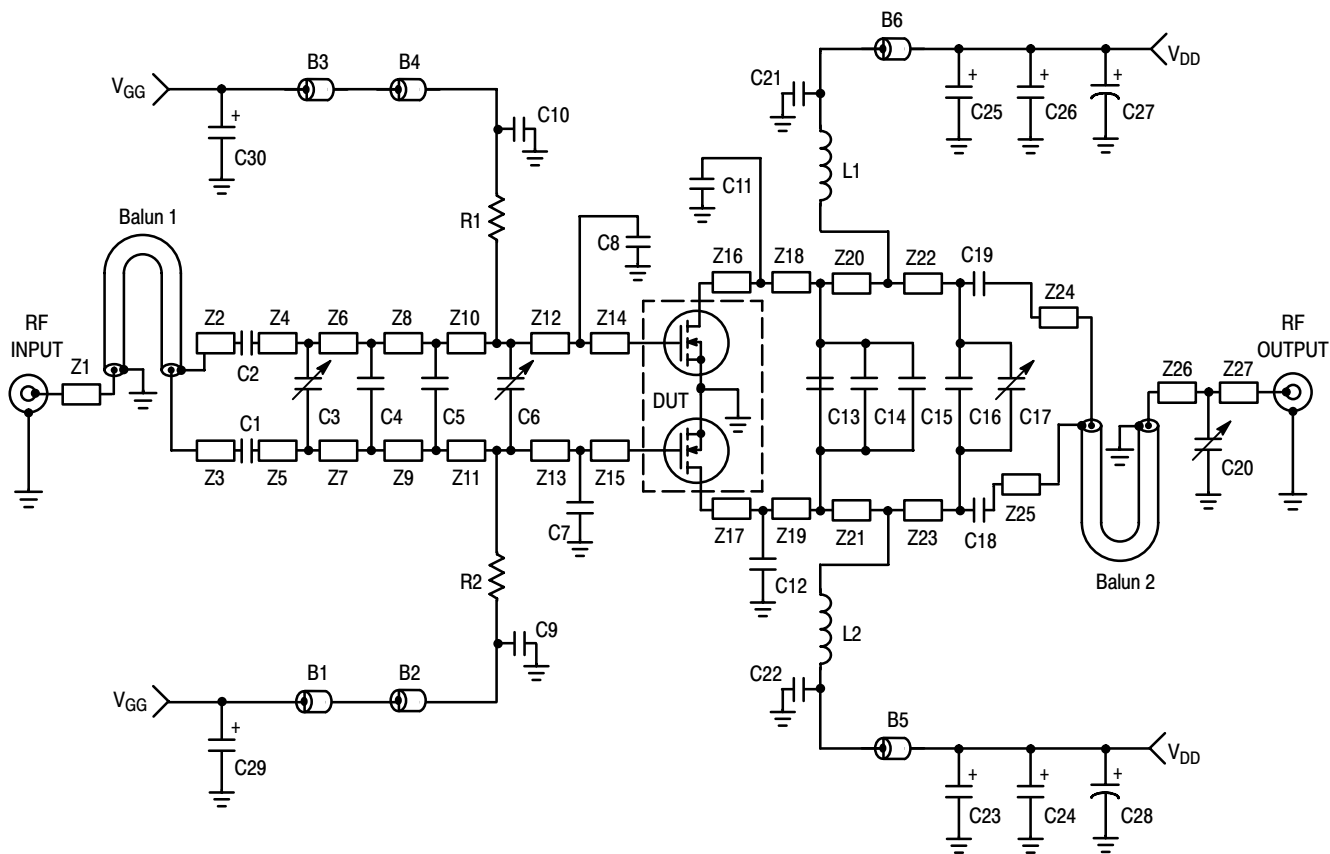 B6
V_DD
B3
B4
C21
V_GG
+
+
+
C10
+
C25
C26
C27
C30
C11
L1
Balun 1
R1
C8
Z16
Z18
Z20
Z22
C19
Z24
RF
INPUT
Z2
Z4
Z6
Z8
Z10
Z12
Z14
RF
OUTPUT
Z1
C2
Z26
Z27
DUT
C3
C4
C5
C6
C13
C14
C15
C16
C17
C1
C20
Z3
Z5
Z7
Z9
Z11
Z13
Z15
Z25
C7
Z17
Z19
Z21
Z23
C18
R2
C12
Balun 2
L2
C9
B1
B2
C22
V_GG
B5
+
V_DD
C29
+
+
+
C23
C24
C28